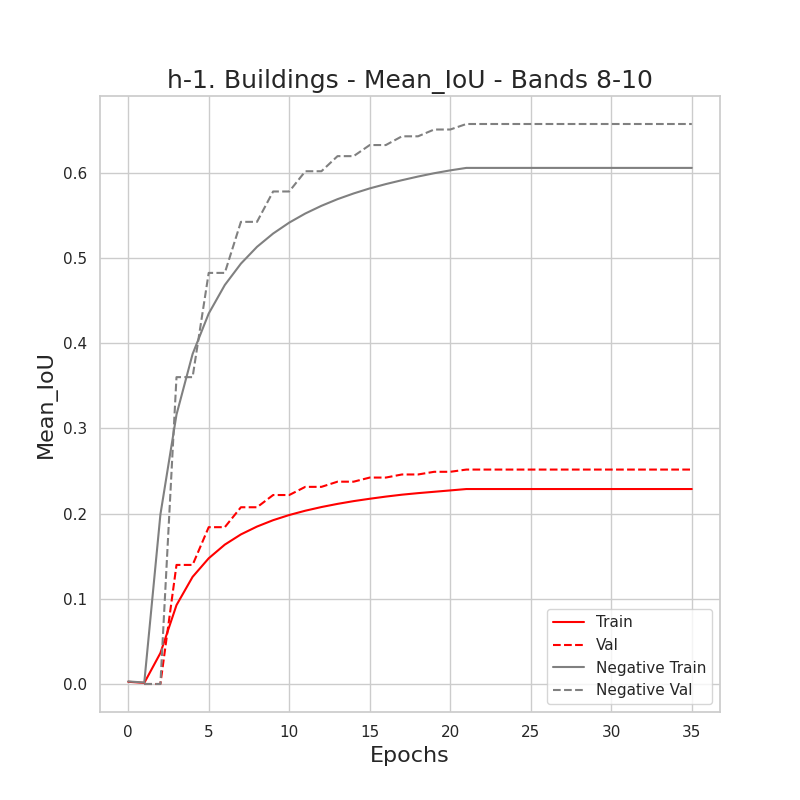 h-1. Buildings - Mean_IoU - Bands 8-10
Mean_IoU
0.6
0.5
0.4
0.3
0.2
0.1
0.0
0 5 10 15 20 25 30 35
Epochs
Train
Val
Negative Train
Negative Val